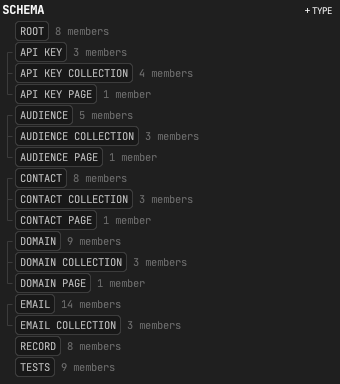 SCHEMA + TYPE
ROOT 8 members
API KEY 3 members
API KEY COLLECTION 4 members
API KEY PAGE 1 member
AUDIENCE 5 members
AUDIENCE COLLECTION 3 members
AUDIENCE PAGE 1 member
CONTACT 8 members
CONTACT COLLECTION 3 members
CONTACT PAGE 1 member
DOMAIN 9 members
DOMAIN COLLECTION 3 members
DOMAIN PAGE 1 member
EMAIL 14 members
EMAIL COLLECTION 3 members
RECORD 8 members
TESTS 9 members